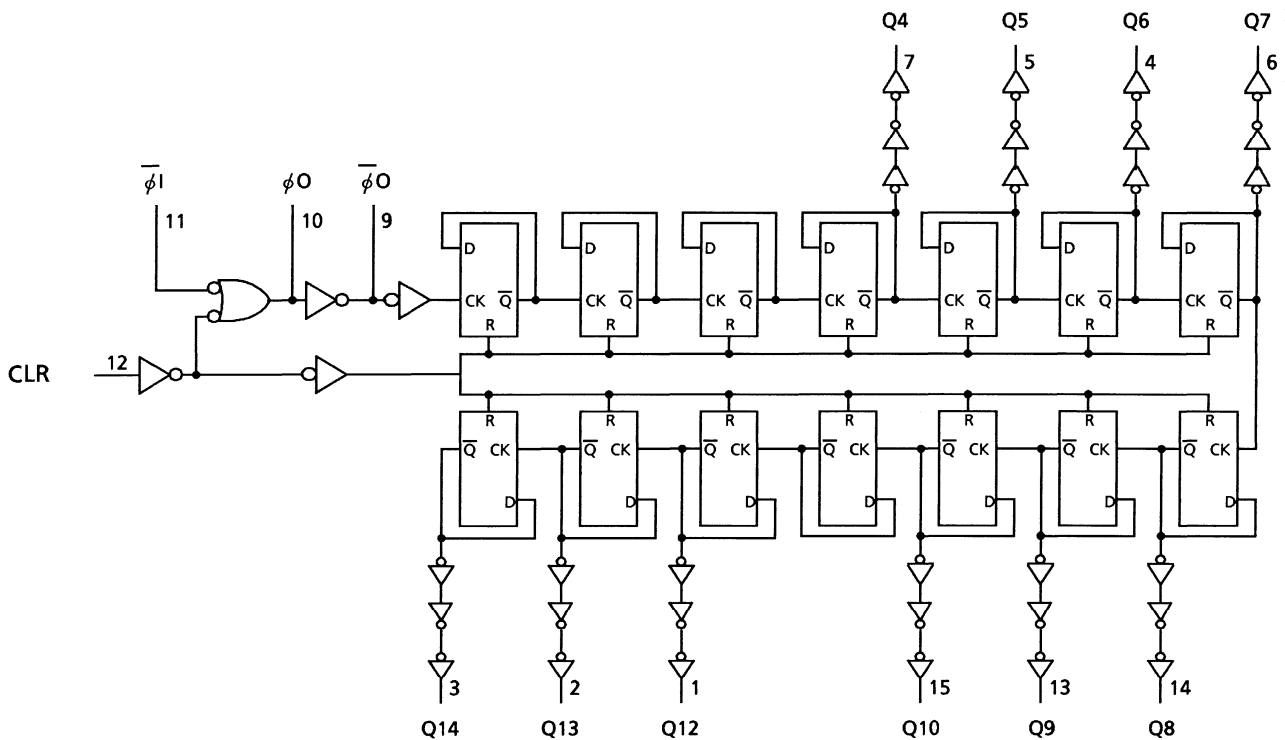 Q4 Q5 Q6 Q7
7 5 4 6
φ̅I φO φ̅O
11 10 9
D D D D D D D
CK Q̅ CK Q̅ CK Q̅ CK Q̅ CK Q̅ CK Q̅ CK Q̅
R R R R R R R
CLR 12
R R R R R R R
Q̅ CK Q̅ CK Q̅ CK Q̅ CK Q̅ CK Q̅ CK Q̅ CK
D D D D D D D
3 2 1 15 13 14
Q14 Q13 Q12 Q10 Q9 Q8